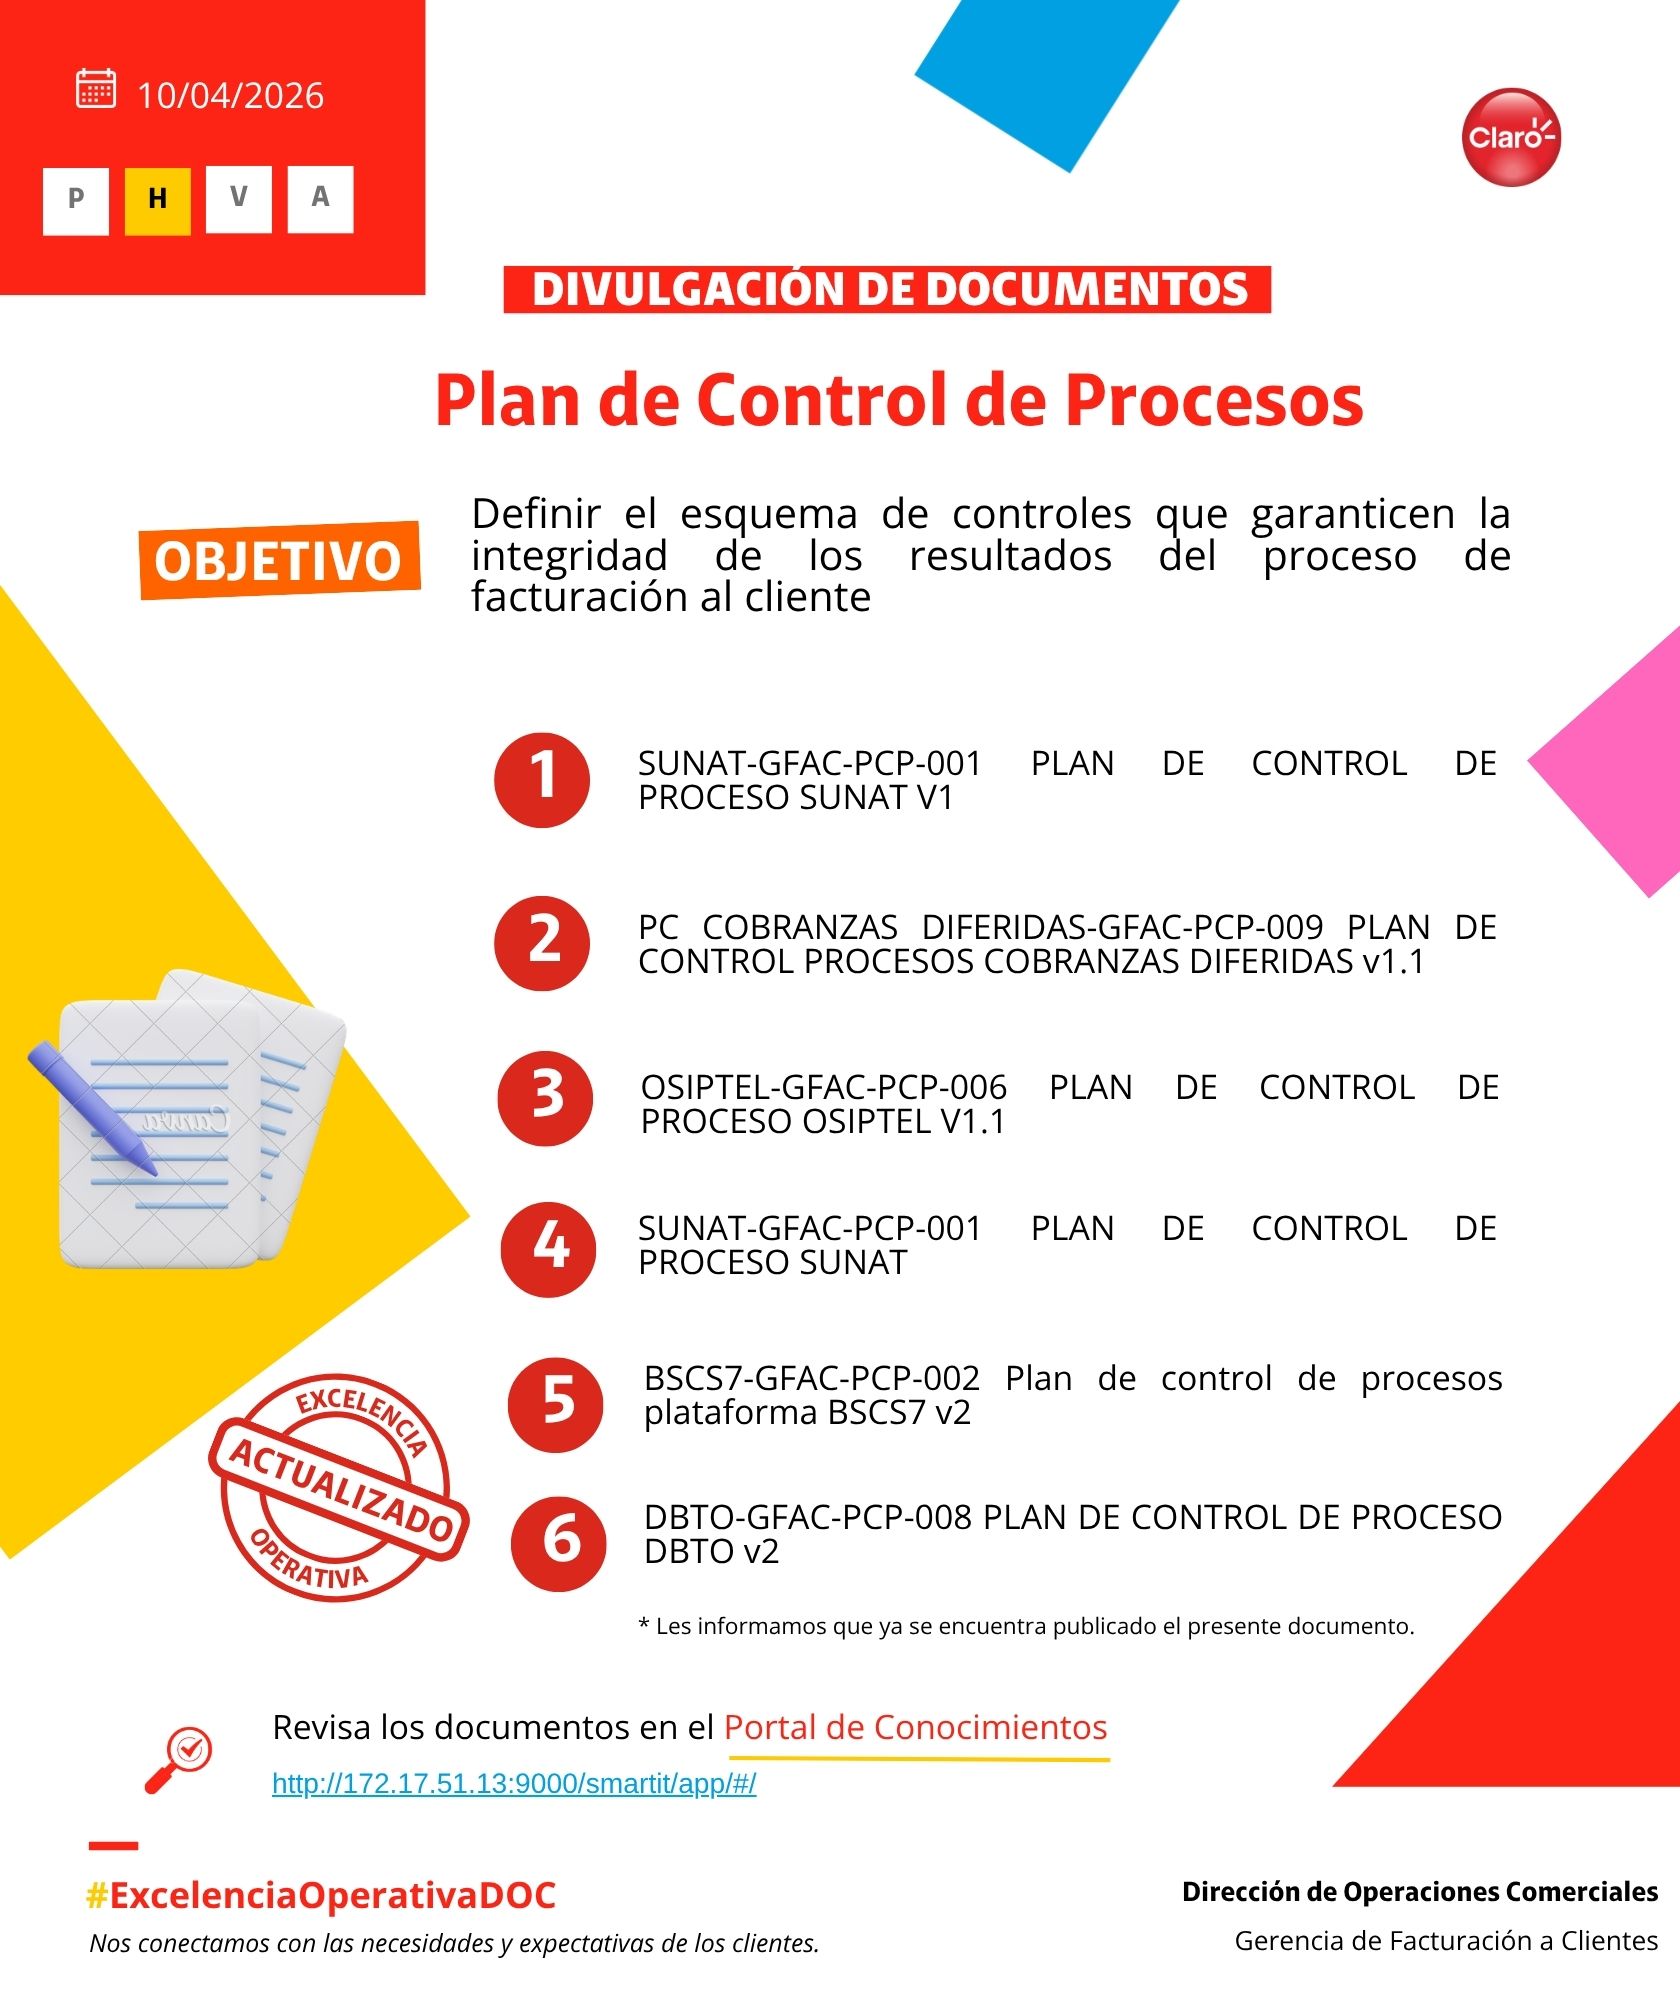 10/04/2026
P H V A
Claro
DIVULGACIÓN DE DOCUMENTOS
Plan de Control de Procesos
OBJETIVO
Definir el esquema de controles que garanticen la
integridad de los resultados del proceso de
facturación al cliente
1
SUNAT-GFAC-PCP-001 PLAN DE CONTROL DE
PROCESO SUNAT V1
2
PC COBRANZAS DIFERIDAS-GFAC-PCP-009 PLAN DE
CONTROL PROCESOS COBRANZAS DIFERIDAS v1.1
3
OSIPTEL-GFAC-PCP-006 PLAN DE CONTROL DE
PROCESO OSIPTEL V1.1
Canva
4
SUNAT-GFAC-PCP-001 PLAN DE CONTROL DE
PROCESO SUNAT
5
BSCS7-GFAC-PCP-002 Plan de control de procesos
plataforma BSCS7 v2
EXCELENCIA
ACTUALIZADO
OPERATIVA
6
DBTO-GFAC-PCP-008 PLAN DE CONTROL DE PROCESO
DBTO v2
* Les informamos que ya se encuentra publicado el presente documento.
Revisa los documentos en el Portal de Conocimientos
http://172.17.51.13:9000/smartit/app/#/
#ExcelenciaOperativaDOC
Nos conectamos con las necesidades y expectativas de los clientes.
Dirección de Operaciones Comerciales
Gerencia de Facturación a Clientes